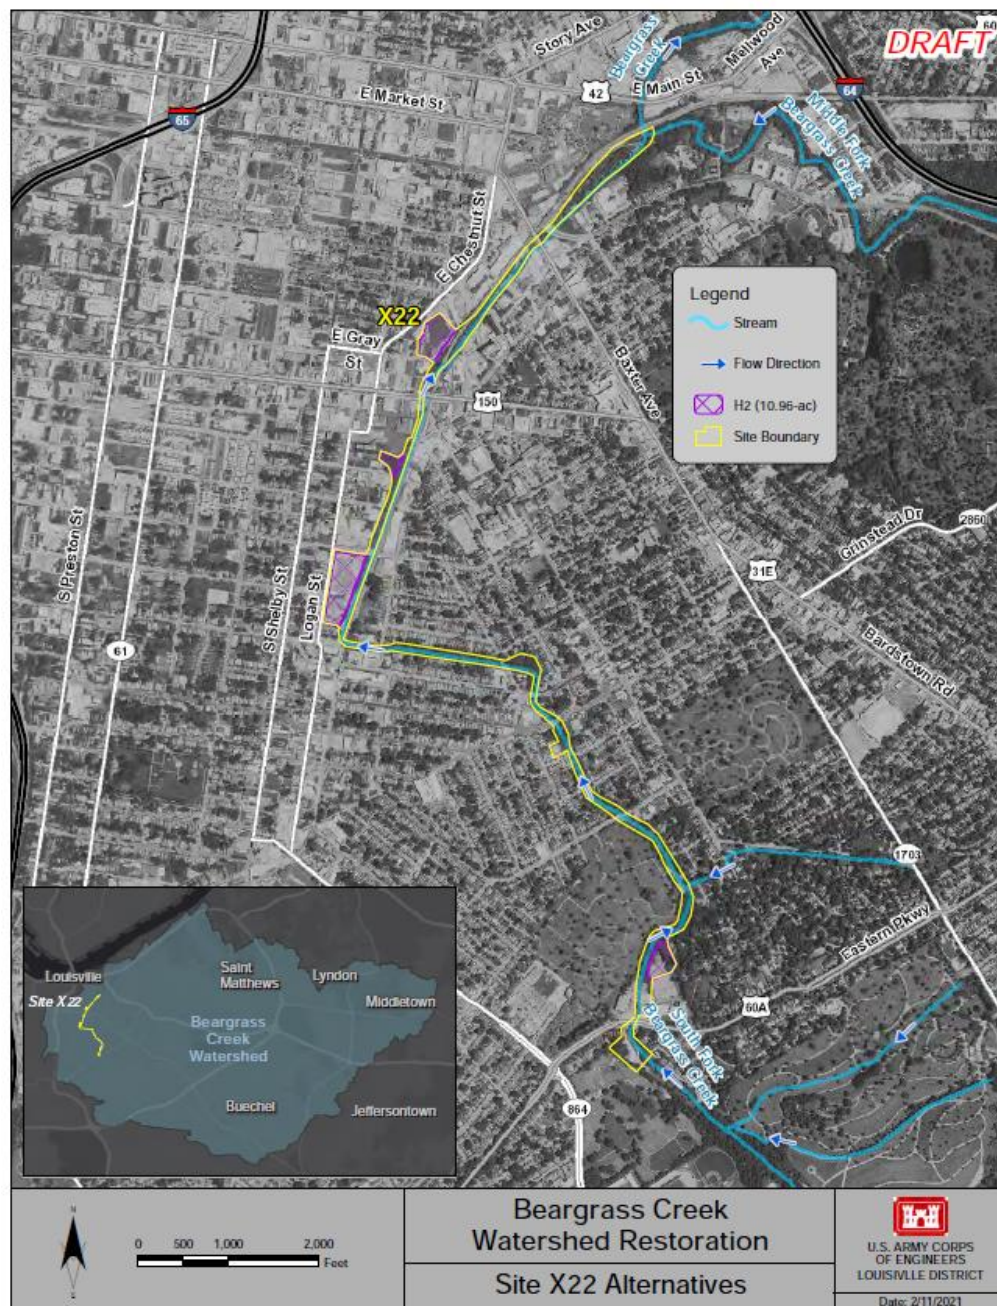 60
DRAFT
Story Ave
Beargrass
Creek
Mellwood
Ave
E Main St
42
64
E Market St
65
Middle Fork
Beargrass Creek
E Chestnut St
X22
E Gray
St
150
Baxter Ave
Legend
Stream
Flow Direction
H2 (10.96-ac)
Site Boundary
Grinstead Dr
2860
31E
S Preston St
S Shelby St
Logan St
61
Bardstown Rd
1703
Eastern Pkwy
60A
South Fork
Beargrass Creek
864
Louisville
Site X22
Saint
Matthews
Lyndon
Middletown
Beargrass
Creek
Watershed
Buechel
Jeffersontown
N
0 500 1,000 2,000
Feet
Beargrass Creek
Watershed Restoration
Site X22 Alternatives
U.S. ARMY CORPS
OF ENGINEERS
LOUISIVLLE DISTRICT
Date: 2/11/2021